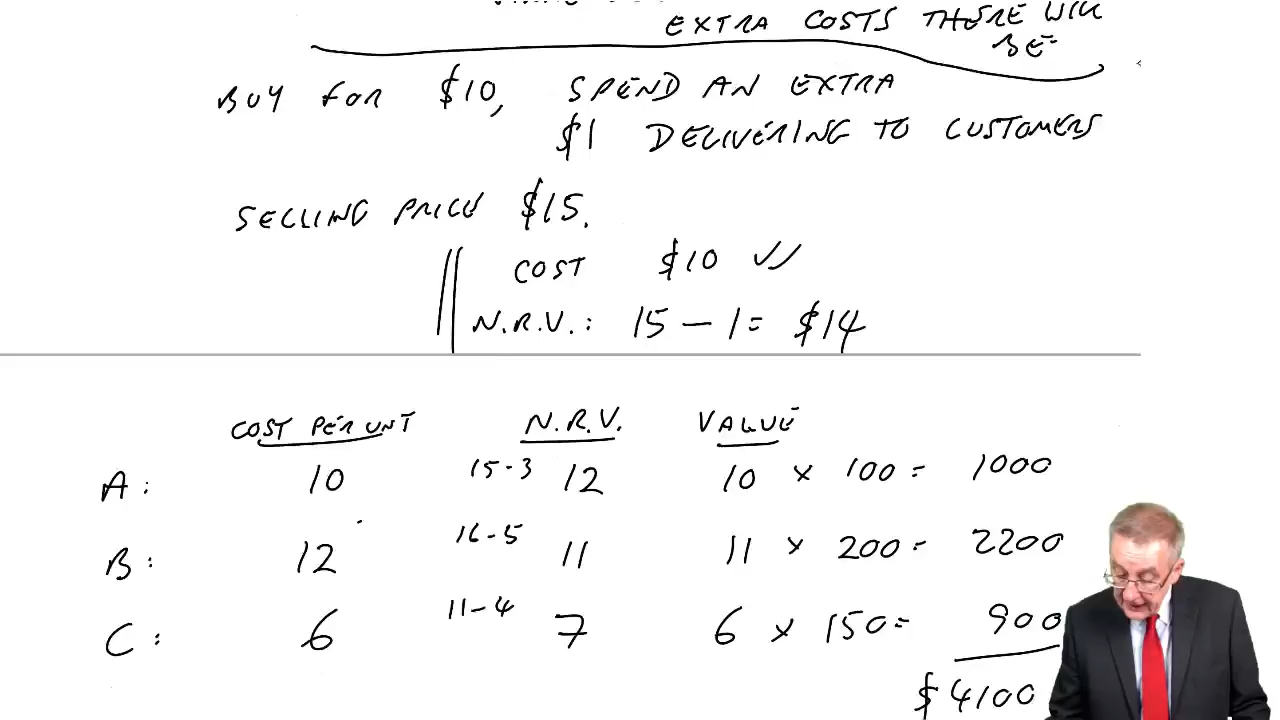 EXTRA COSTS THERE WILL
BE
BUY FOR $10, SPEND AN EXTRA
$1 DELIVERING TO CUSTOMERS
SELLING PRICE $15.
COST $10 ✓✓
N.R.V.: 15 - 1 = $14
COST PER UNT N.R.V. VALUE
A: 10 15-3 12 10 × 100 = 1000
B: 12 16-5 11 11 × 200 = 2200
C: 6 11-4 7 6 × 150 = 900
$4100